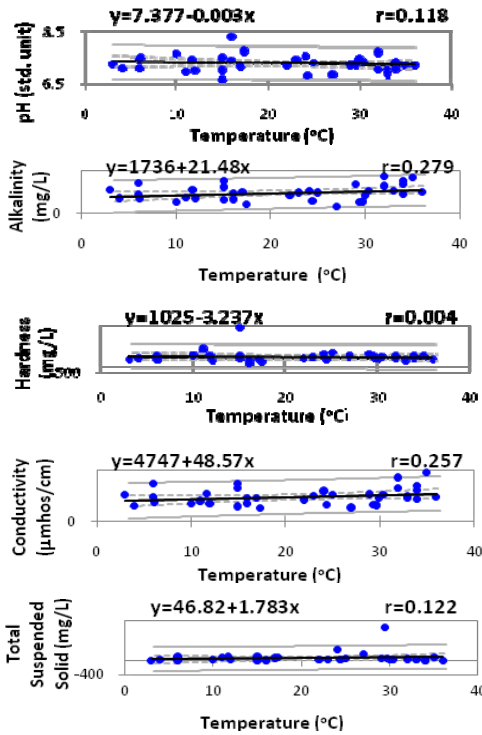 y=7.377-0.003x r=0.118
8.5
6.5
pH (std. unit)
0 10 20 30 40
Temperature (°C)
y=1736+21.48x r=0.279
Alkalinity
(mg/L)
0
0 10 20 30 40
Temperature (°C)
y=1025-3.237x r=0.004
Hardness
(mg/L)
500
0 10 20 30 40
Temperature (°C)
y=4747+48.57x r=0.257
Conductivity
(µmhos/cm)
0
0 10 20 30 40
Temperature (°C)
y=46.82+1.783x r=0.122
Total
Suspended
Solid (mg/L)
-400
0 10 20 30 40
Temperature (°C)